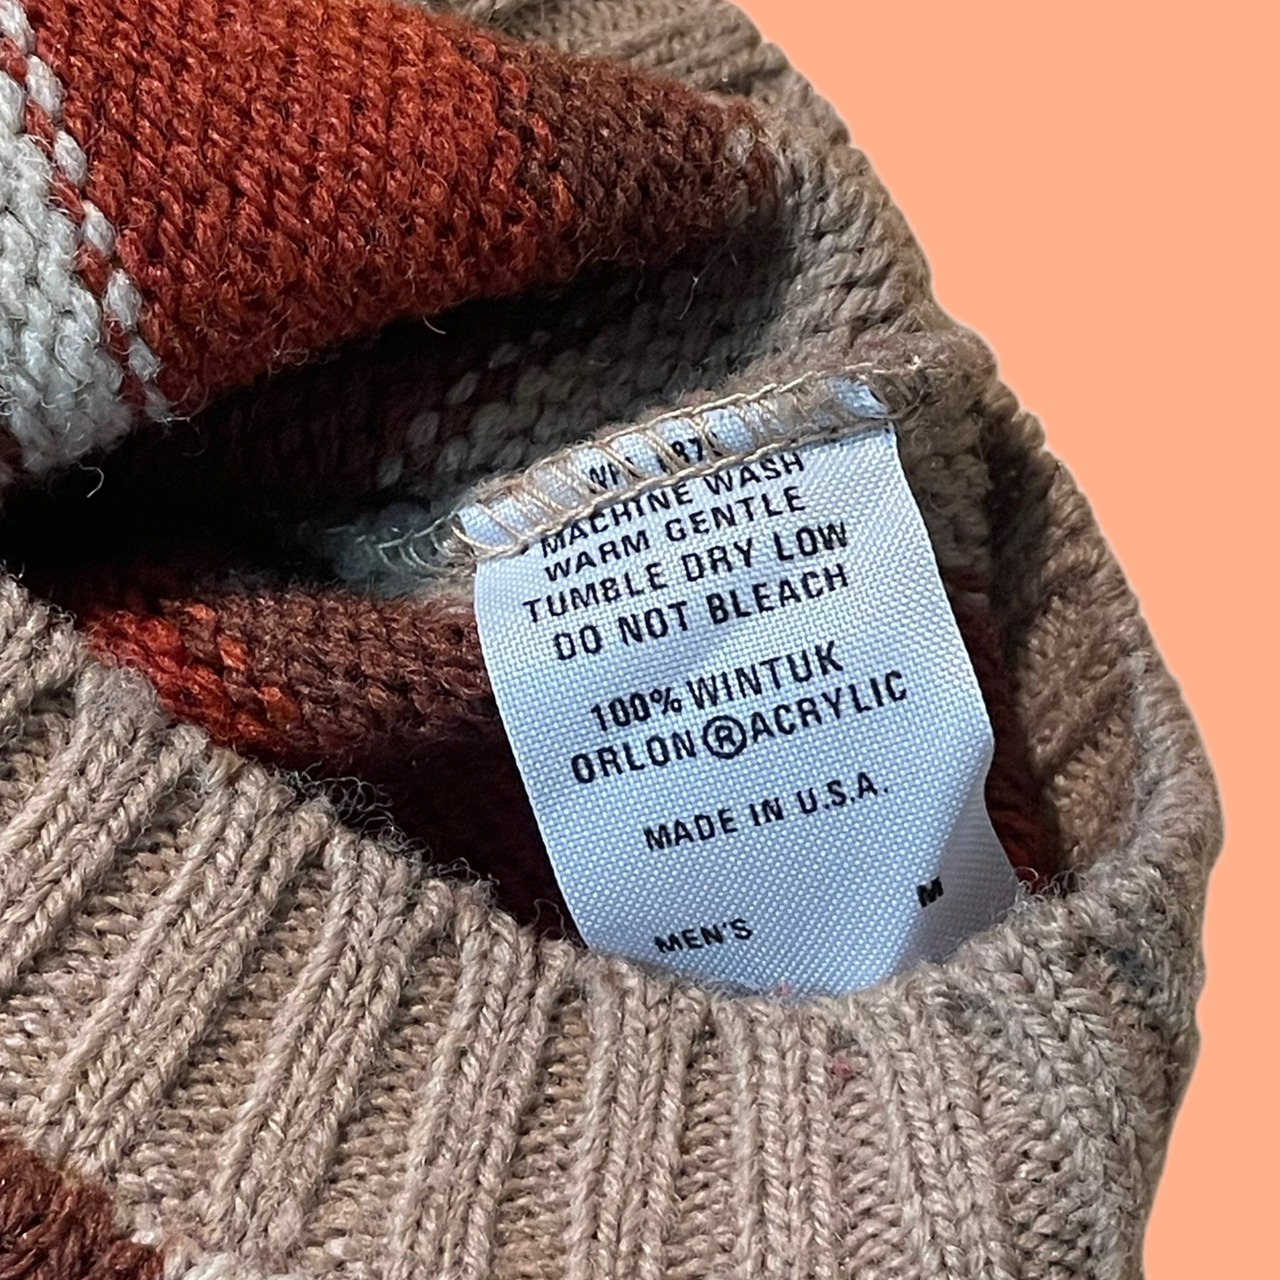 MACHINE WASH
WARM GENTLE
TUMBLE DRY LOW
DO NOT BLEACH
100% WINTUK
ORLON ® ACRYLIC
MADE IN U.S.A.
M
MEN'S